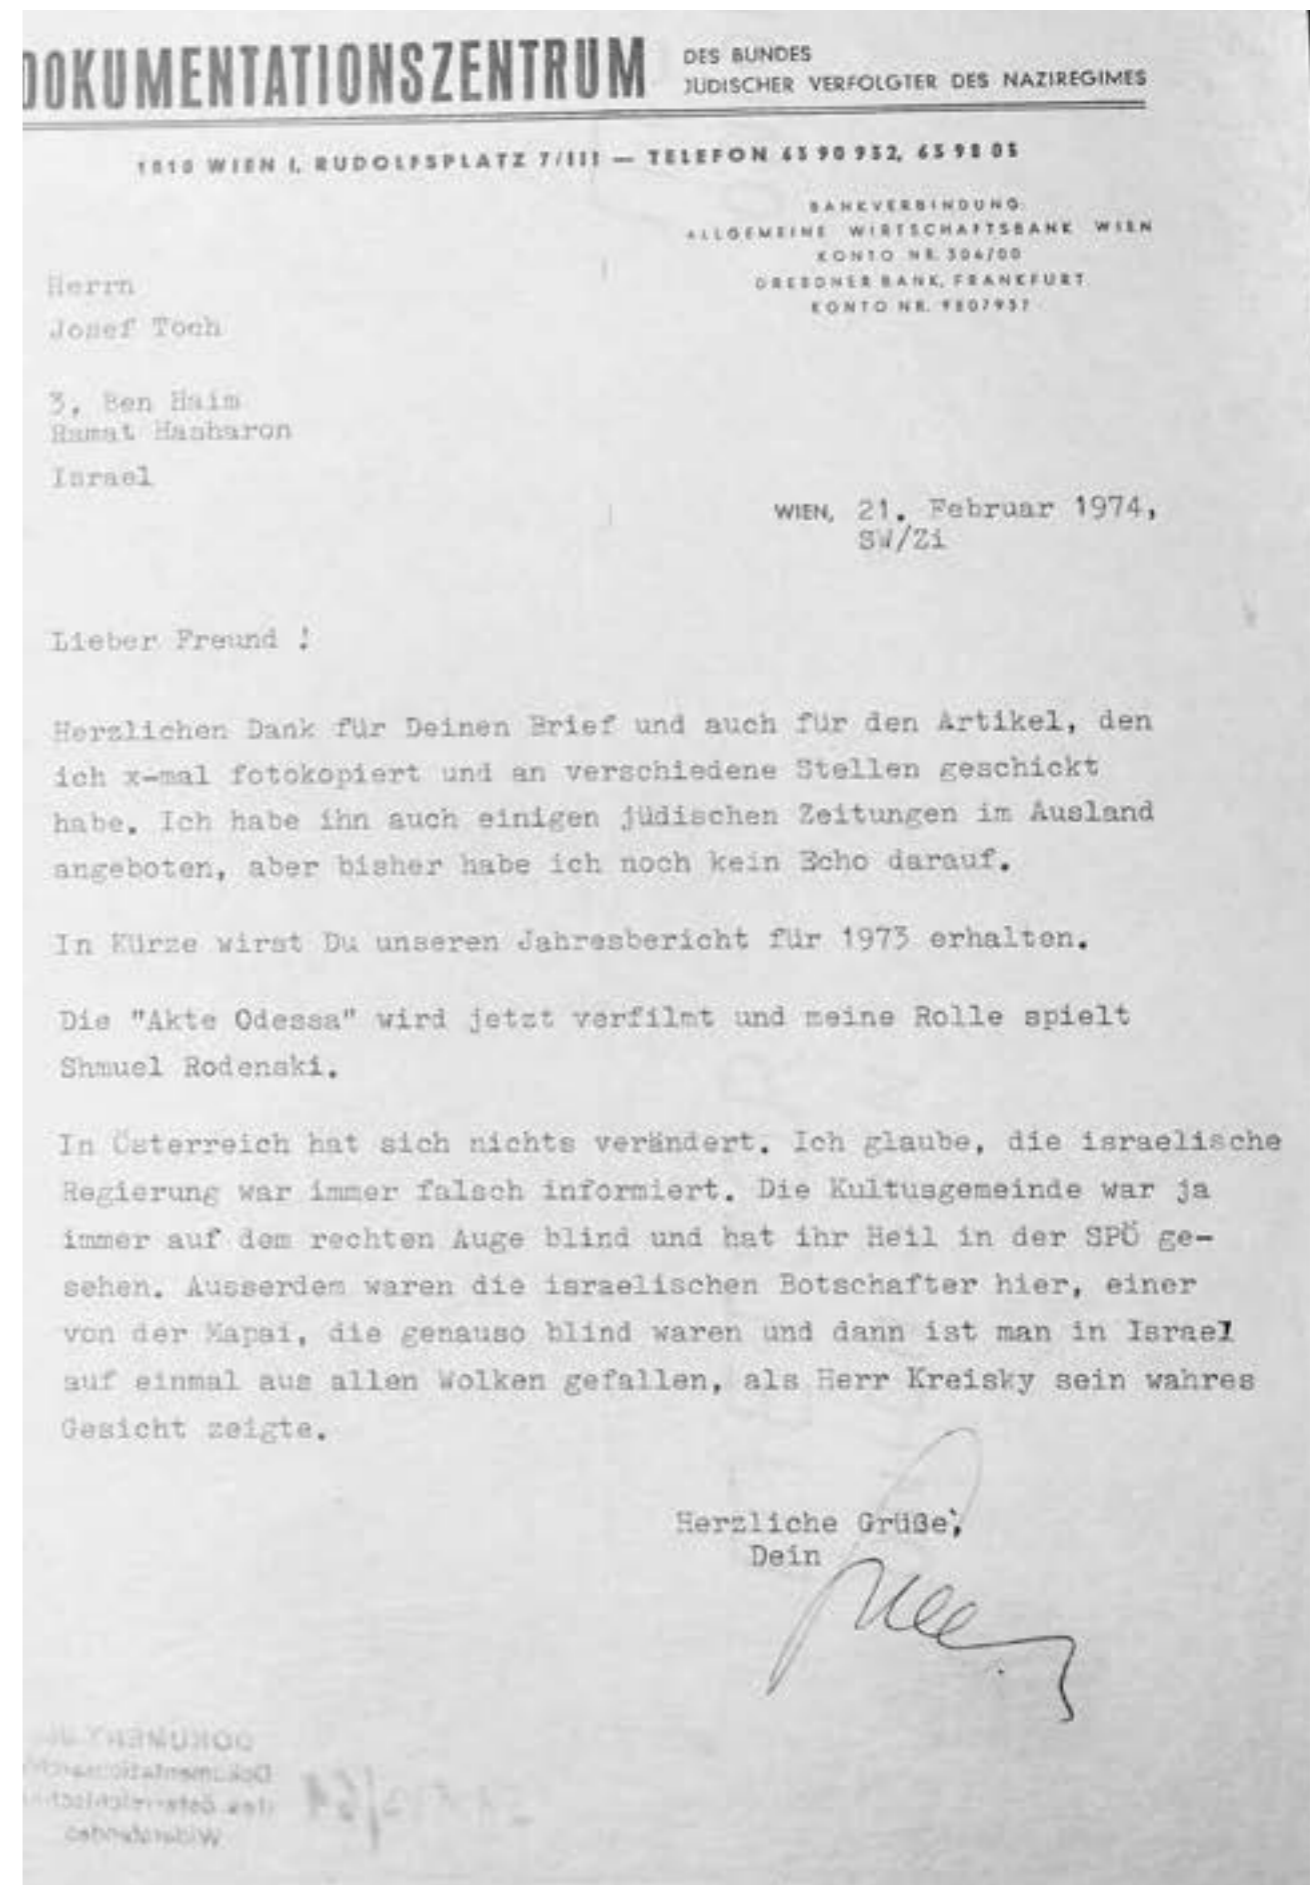 DOKUMENTATIONSZENTRUM
DES BUNDES
JÜDISCHER VERFOLGTER DES NAZIREGIMES
1010 WIEN I, RUDOLFSPLATZ 7/III — TELEFON 63 90 932, 63 98 05
BANKVERBINDUNG:
ALLGEMEINE WIRTSCHAFTSBANK WIEN
KONTO NR. 306/00
DRESDNER BANK, FRANKFURT
KONTO NR. 9807957
Herrn
Josef Toch
3, Ben Haim
Ramat Hasharon
Israel
WIEN, 21. Februar 1974,
SW/Zi
Lieber Freund !
Herzlichen Dank für Deinen Brief und auch für den Artikel, den
ich x-mal fotokopiert und an verschiedene Stellen geschickt
habe. Ich habe ihn auch einigen jüdischen Zeitungen im Ausland
angeboten, aber bisher habe ich noch kein Echo darauf.
In Kürze wirst Du unseren Jahresbericht für 1973 erhalten.
Die "Akte Odessa" wird jetzt verfilmt und meine Rolle spielt
Shmuel Rodenski.
In Österreich hat sich nichts verändert. Ich glaube, die israelische
Regierung war immer falsch informiert. Die Kultusgemeinde war ja
immer auf dem rechten Auge blind und hat ihr Heil in der SPÖ ge-
sehen. Ausserdem waren die israelischen Botschafter hier, einer
von der Mapai, die genauso blind waren und dann ist man in Israel
auf einmal aus allen Wolken gefallen, als Herr Kreisky sein wahres
Gesicht zeigte.
Herzliche Grüße,
Dein